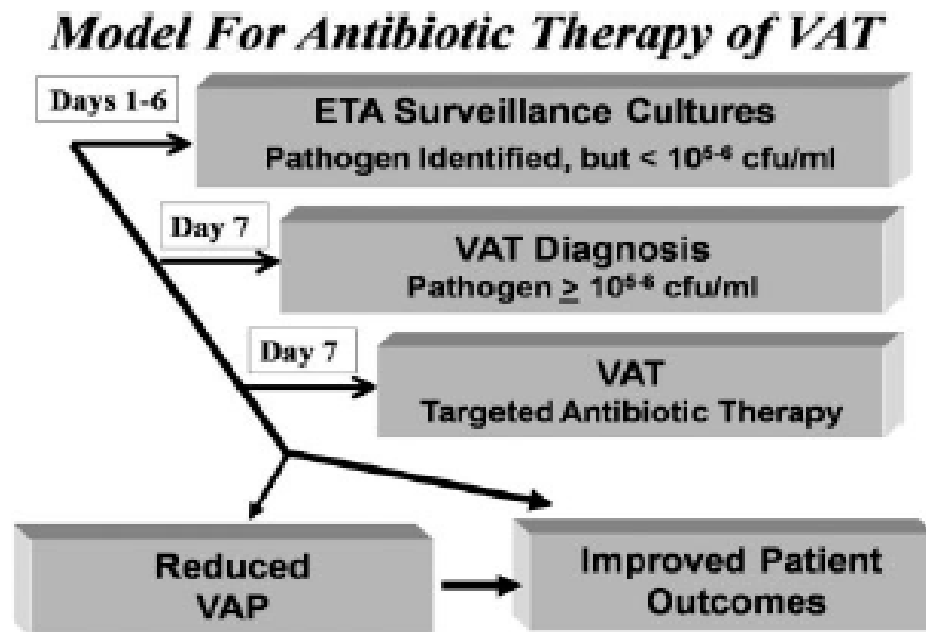 Model For Antibiotic Therapy of VAT
Days 1-6
ETA Surveillance Cultures
Pathogen Identified, but < 10⁵⁻⁶ cfu/ml
Day 7
VAT Diagnosis
Pathogen ≥ 10⁵⁻⁶ cfu/ml
Day 7
VAT
Targeted Antibiotic Therapy
Reduced
VAP
Improved Patient
Outcomes